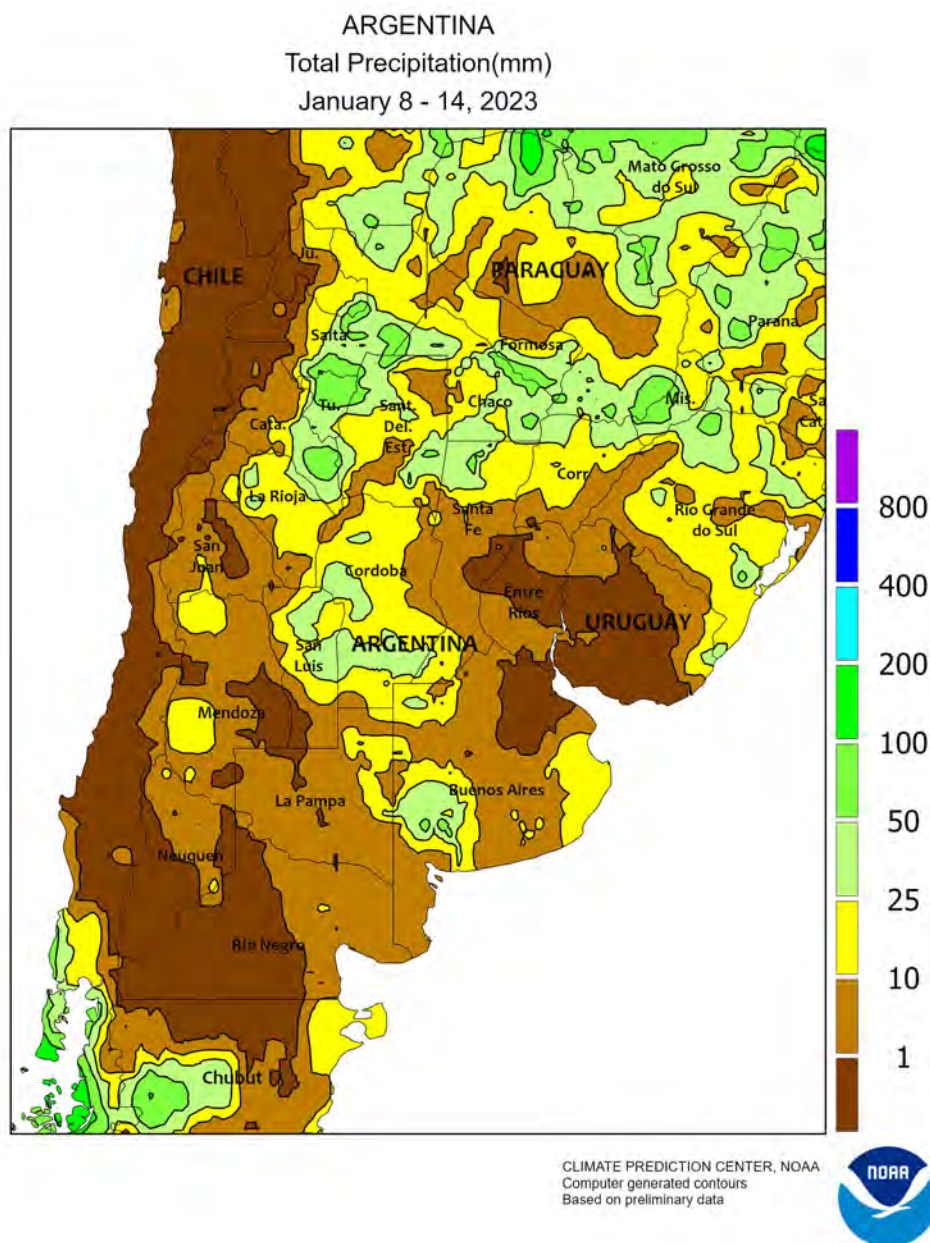 ARGENTINA
Total Precipitation(mm)
January 8 - 14, 2023
Mato Grosso
do Sul
Ju.
CHILE
PARAGUAY
Parana
Salta
Formosa
Tu.
Sant.
Del.
Est.
Chaco
Mis.
Sa
Cat.
Cata.
La Rioja
Corr.
Santa
Fe
Rio Grande
do Sul
San
Juan
Cordoba
Entre
Rios
URUGUAY
ARGENTINA
San
Luis
Mendoza
La Pampa
Buenos Aires
Neuquen
Rio Negro
Chubut
800
400
200
100
50
25
10
1
CLIMATE PREDICTION CENTER, NOAA
Computer generated contours
Based on preliminary data
NOAA